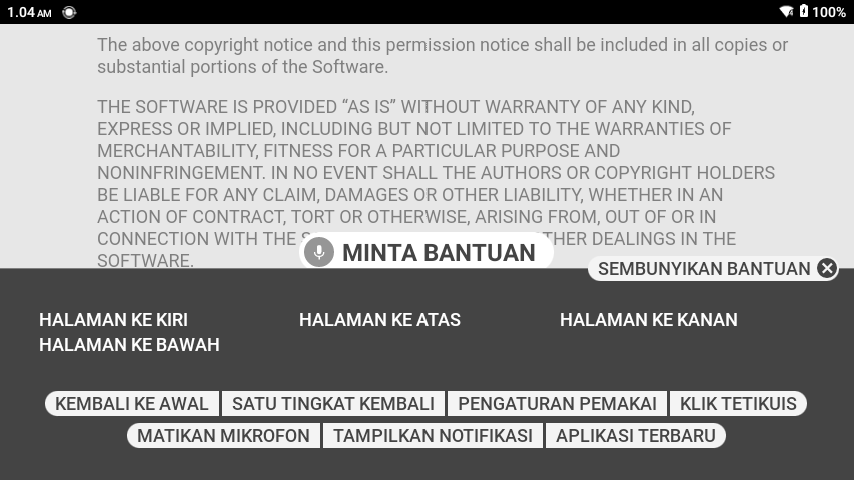 1.04 AM 100%
The above copyright notice and this permission notice shall be included in all copies or
substantial portions of the Software.
THE SOFTWARE IS PROVIDED “AS IS” WITHOUT WARRANTY OF ANY KIND,
EXPRESS OR IMPLIED, INCLUDING BUT NOT LIMITED TO THE WARRANTIES OF
MERCHANTABILITY, FITNESS FOR A PARTICULAR PURPOSE AND
NONINFRINGEMENT. IN NO EVENT SHALL THE AUTHORS OR COPYRIGHT HOLDERS
BE LIABLE FOR ANY CLAIM, DAMAGES OR OTHER LIABILITY, WHETHER IN AN
ACTION OF CONTRACT, TORT OR OTHERWISE, ARISING FROM, OUT OF OR IN
CONNECTION WITH THE DEALINGS IN THE
SOFTWARE.
MINTA BANTUAN
SEMBUNYIKAN BANTUAN
HALAMAN KE KIRI HALAMAN KE ATAS HALAMAN KE KANAN
HALAMAN KE BAWAH
KEMBALI KE AWAL SATU TINGKAT KEMBALI PENGATURAN PEMAKAI KLIK TETIKUIS
MATIKAN MIKROFON TAMPILKAN NOTIFIKASI APLIKASI TERBARU